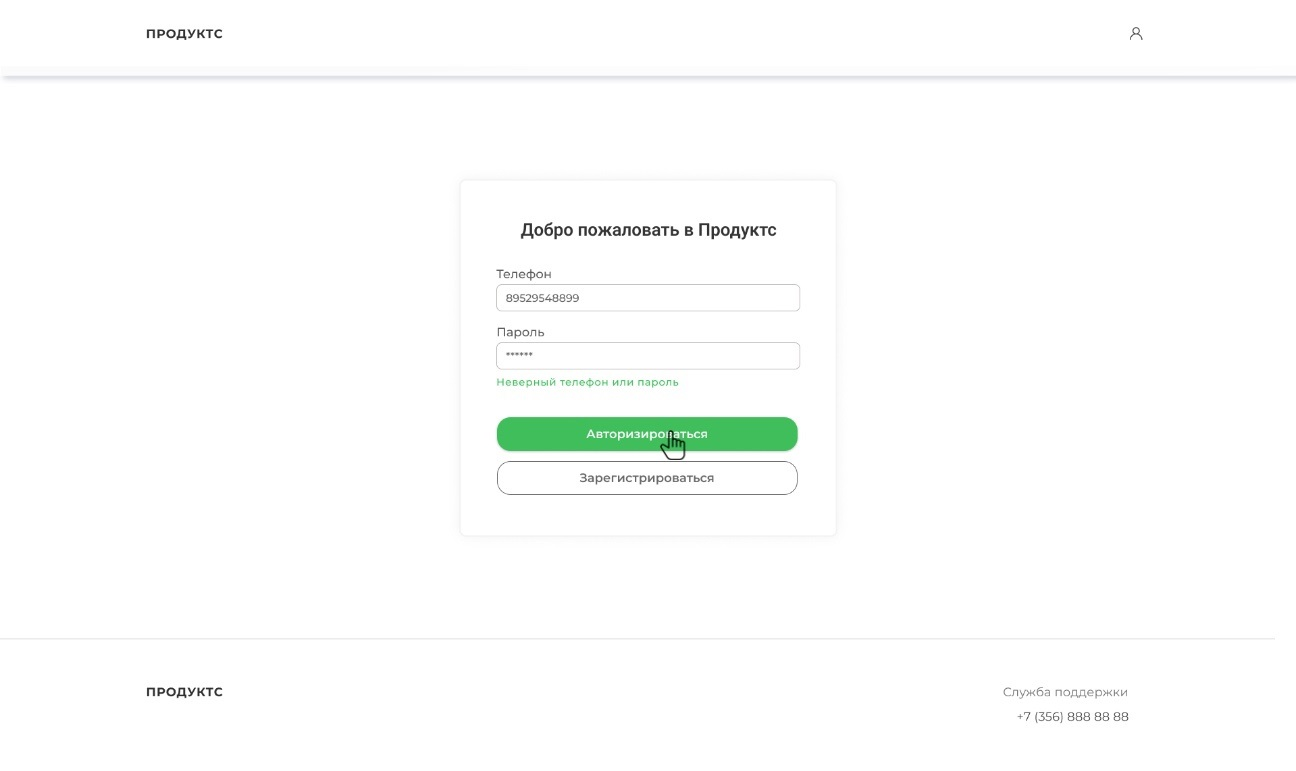 ПРОДУКТС
Добро пожаловать в Продуктс
Телефон
89529548899
Пароль
******
Неверный телефон или пароль
Авторизироваться
Зарегистрироваться
ПРОДУКТС
Служба поддержки
+7 (356) 888 88 88